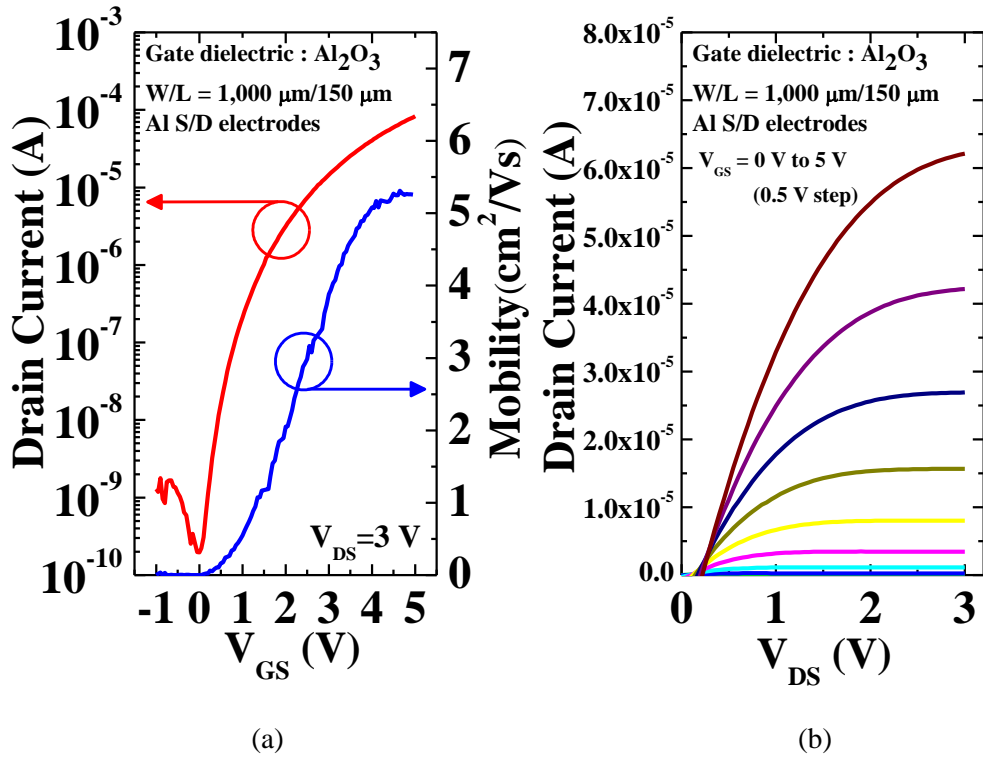 Gate dielectric : Al₂O₃
W/L = 1,000 μm/150 μm
Al S/D electrodes
V_DS=3 V
Drain Current (A)
10⁻³
10⁻⁴
10⁻⁵
10⁻⁶
10⁻⁷
10⁻⁸
10⁻⁹
10⁻¹⁰
-1 0 1 2 3 4 5
V_GS (V)
7
6
5
4
3
2
1
0
Mobility(cm²/Vs)
(a)
Gate dielectric : Al₂O₃
W/L = 1,000 μm/150 μm
Al S/D electrodes
V_GS = 0 V to 5 V
(0.5 V step)
Drain Current (A)
8.0x10⁻⁵
7.0x10⁻⁵
6.0x10⁻⁵
5.0x10⁻⁵
4.0x10⁻⁵
3.0x10⁻⁵
2.0x10⁻⁵
1.0x10⁻⁵
0.0
0 1 2 3
V_DS (V)
(b)